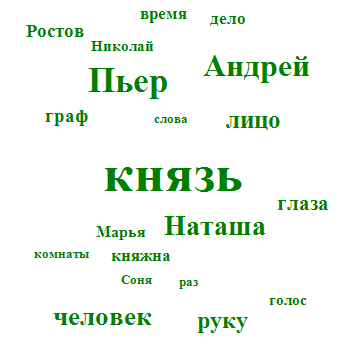 время
дело
Ростов
Николай
Андрей
Пьер
граф
слова
лицо
князь
глаза
Наташа
Марья
комнаты
княжна
Соня
раз
голос
человек
руку